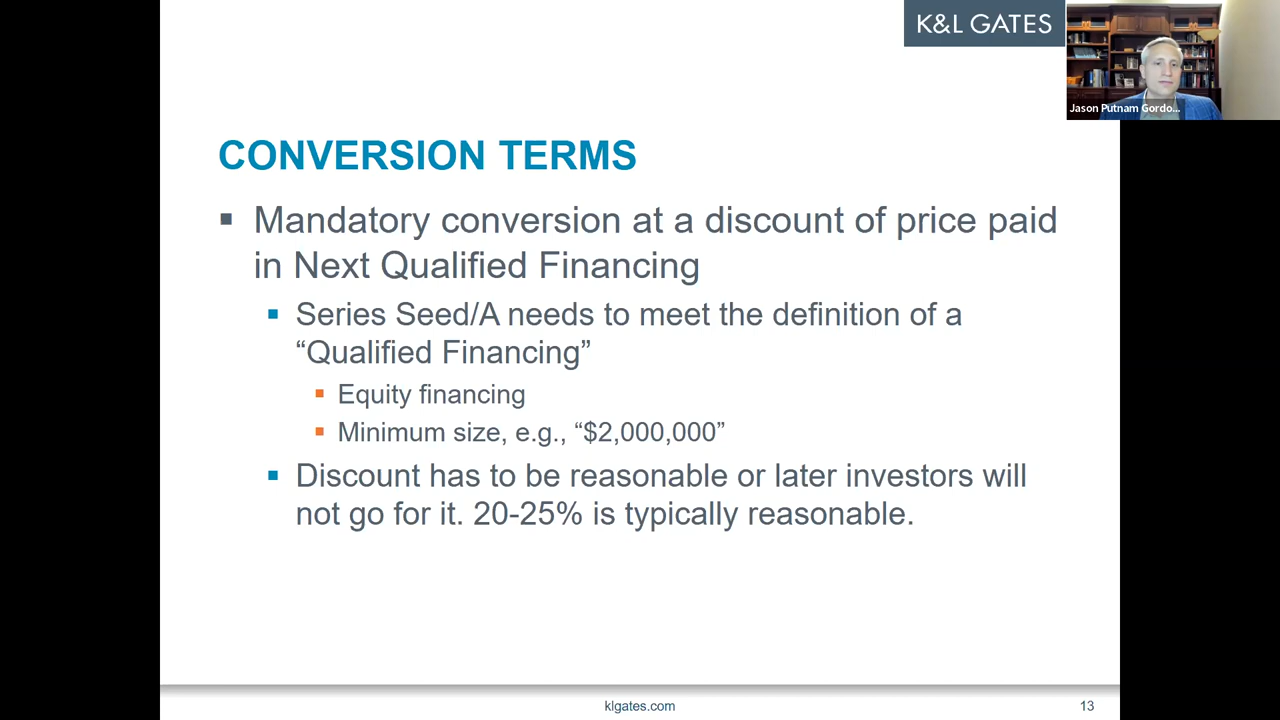 K&L GATES
Jason Putnam Gordo...
CONVERSION TERMS
▪ Mandatory conversion at a discount of price paid
in Next Qualified Financing
▪ Series Seed/A needs to meet the definition of a
“Qualified Financing”
▪ Equity financing
▪ Minimum size, e.g., “$2,000,000”
▪ Discount has to be reasonable or later investors will
not go for it. 20-25% is typically reasonable.
klgates.com
13